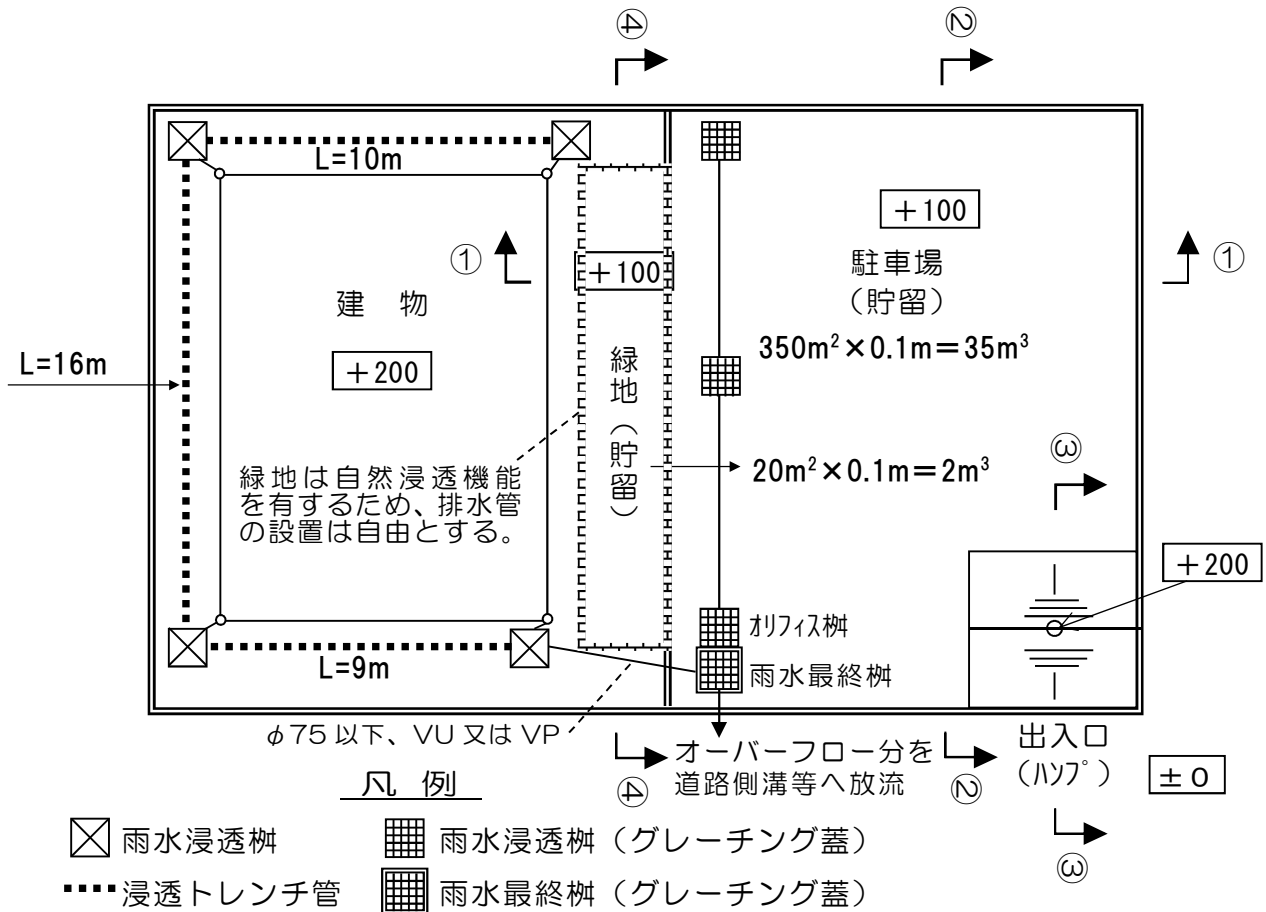 ④
②
L=10m
+100
①
+100
駐車場
①
(貯留)
建 物
350m²×0.1m=35m³
L=16m
+200
緑地(貯留)
③
20m²×0.1m=2m³
緑地は自然浸透機能
を有するため、排水管
の設置は自由とする。
+200
オリフィス桝
雨水最終桝
L=9m
φ75以下、VU又はVP
オーバーフロー分を
道路側溝等へ放流
出入口
(ハンプ)
±0
④
②
③
凡 例
雨水浸透桝
雨水浸透桝(グレーチング蓋)
浸透トレンチ管
雨水最終桝(グレーチング蓋)